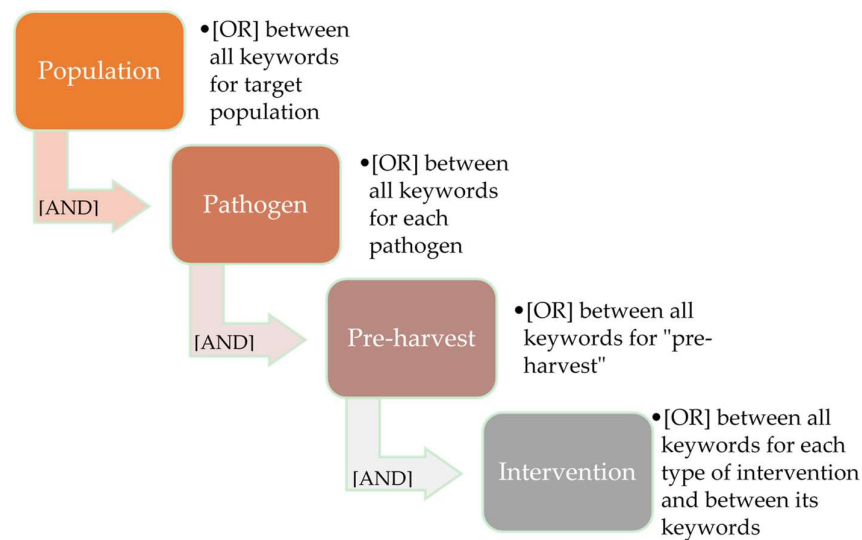 Population
•[OR] between
all keywords
for target
population
[AND]
Pathogen
•[OR] between
all keywords
for each
pathogen
[AND]
Pre-harvest
•[OR] between all
keywords for "pre-
harvest"
[AND]
Intervention
•[OR] between all
keywords for each
type of intervention
and between its
keywords